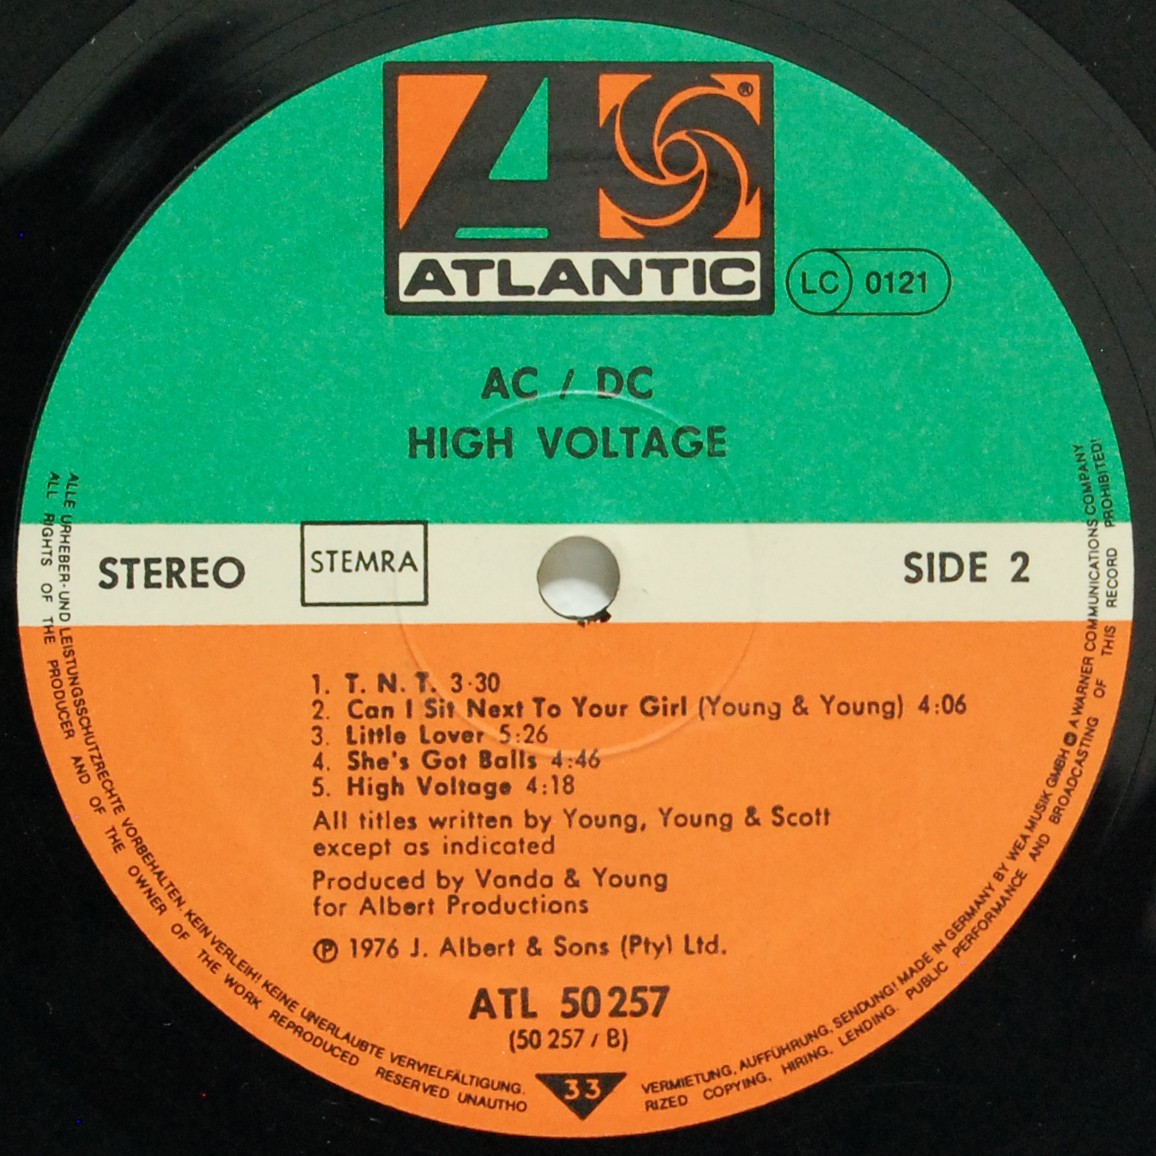 ®
ATLANTIC
LC 0121
AC / DC
HIGH VOLTAGE
STEREO
STEMRA
SIDE 2
1. T. N. T. 3·30
2. Can I Sit Next To Your Girl (Young & Young) 4:06
3. Little Lover 5:26
4. She's Got Balls 4:46
5. High Voltage 4:18
All titles written by Young, Young & Scott
except as indicated
Produced by Vanda & Young
for Albert Productions
Ⓟ 1976 J. Albert & Sons (Pty) Ltd.
ATL 50 257
(50 257 / B)
33
ALLE URHEBER- UND LEISTUNGSSCHUTZRECHTE VORBEHALTEN. KEIN VERLEIH! KEINE UNERLAUBTE VERVIELFÄLTIGUNG,
VERMIETUNG, AUFFÜHRUNG, SENDUNG! MADE IN GERMANY BY WEA MUSIK GMBH A WARNER COMMUNICATIONS COMPANY
ALL RIGHTS OF THE PRODUCER AND OF THE OWNER OF THE WORK REPRODUCED RESERVED UNAUTHO
RIZED COPYING, HIRING, LENDING, PUBLIC PERFORMANCE AND BROADCASTING OF THIS RECORD PROHIBITED!